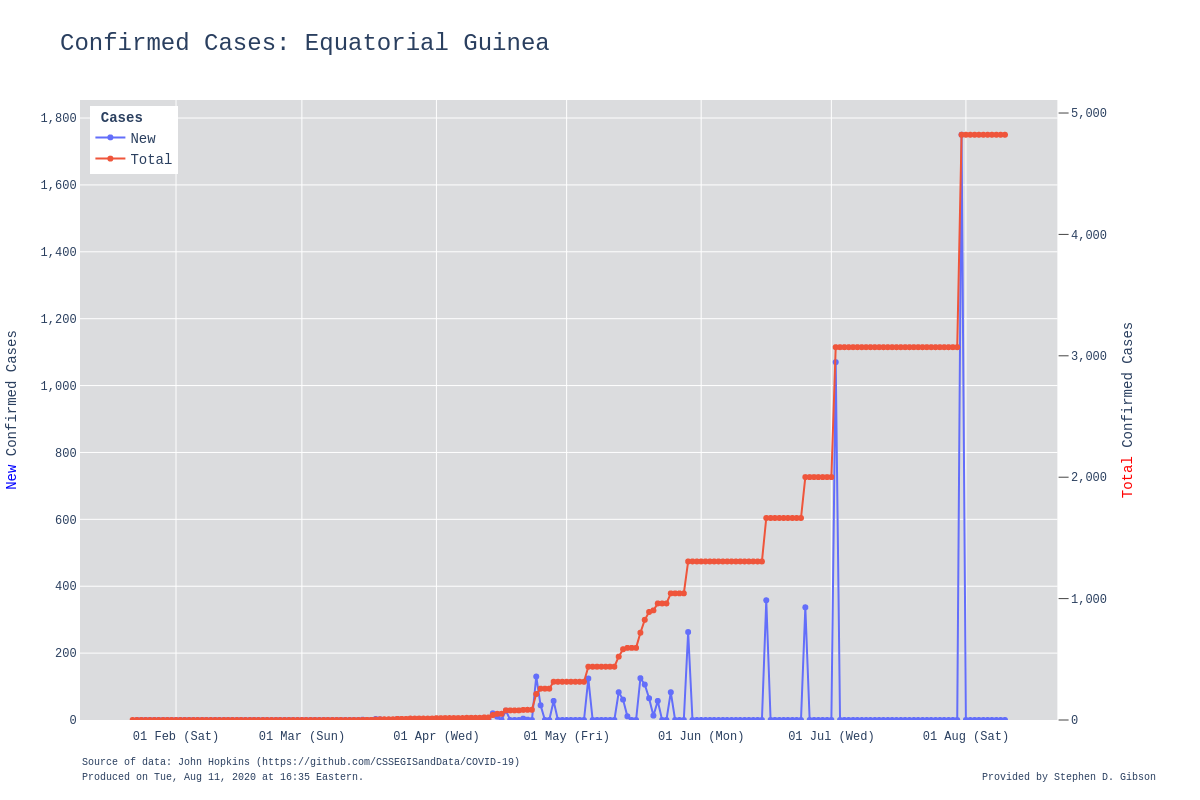 Confirmed Cases: Equatorial Guinea
Cases
New
Total
1,800
1,600
1,400
1,200
1,000
800
600
400
200
0
5,000
4,000
3,000
2,000
1,000
0
New Confirmed Cases
Total Confirmed Cases
01 Feb (Sat)
01 Mar (Sun)
01 Apr (Wed)
01 May (Fri)
01 Jun (Mon)
01 Jul (Wed)
01 Aug (Sat)
Source of data: John Hopkins (https://github.com/CSSEGISandData/COVID-19)
Produced on Tue, Aug 11, 2020 at 16:35 Eastern.
Provided by Stephen D. Gibson